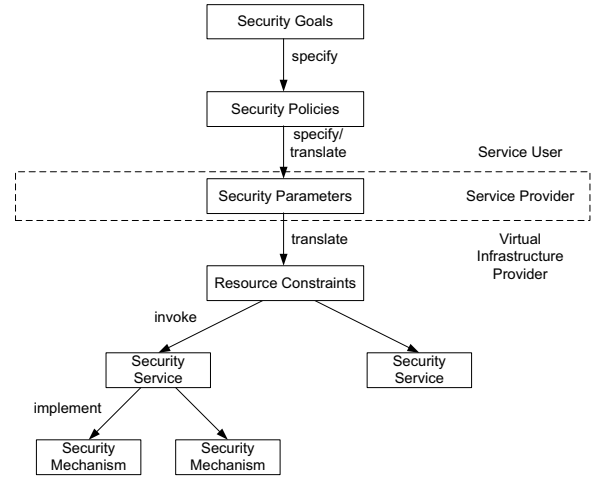 Security Goals
specify
Security Policies
specify/
translate
Service User
Security Parameters
Service Provider
translate
Virtual
Infrastructure
Provider
Resource Constraints
invoke
Security
Service
Security
Service
implement
Security
Mechanism
Security
Mechanism